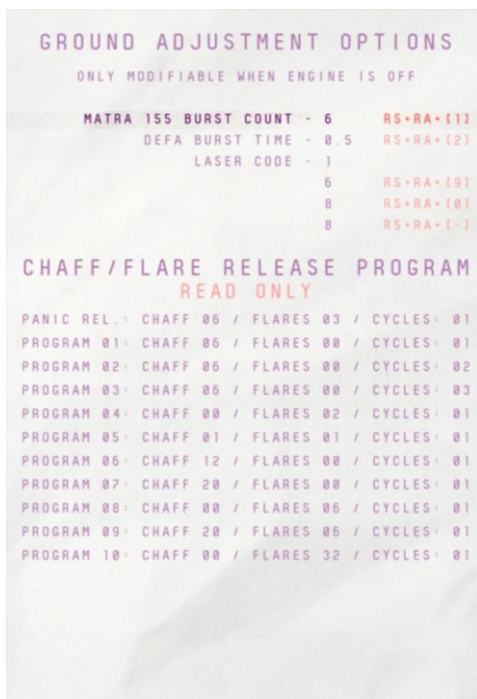 GROUND ADJUSTMENT OPTIONS
ONLY MODIFIABLE WHEN ENGINE IS OFF
MATRA 155 BURST COUNT - 6 RS+RA+[1]
DEFA BURST TIME - 0.5 RS+RA+[2]
LASER CODE - 1
6 RS+RA+[9]
8 RS+RA+[0]
8 RS+RA+[-]
CHAFF/FLARE RELEASE PROGRAM
READ ONLY
PANIC REL.: CHAFF 06 / FLARES 03 / CYCLES: 01
PROGRAM 01: CHAFF 06 / FLARES 00 / CYCLES: 01
PROGRAM 02: CHAFF 06 / FLARES 00 / CYCLES: 02
PROGRAM 03: CHAFF 06 / FLARES 00 / CYCLES: 03
PROGRAM 04: CHAFF 00 / FLARES 02 / CYCLES: 01
PROGRAM 05: CHAFF 01 / FLARES 01 / CYCLES: 01
PROGRAM 06: CHAFF 12 / FLARES 00 / CYCLES: 01
PROGRAM 07: CHAFF 20 / FLARES 00 / CYCLES: 01
PROGRAM 08: CHAFF 00 / FLARES 06 / CYCLES: 01
PROGRAM 09: CHAFF 20 / FLARES 06 / CYCLES: 01
PROGRAM 10: CHAFF 00 / FLARES 32 / CYCLES: 01